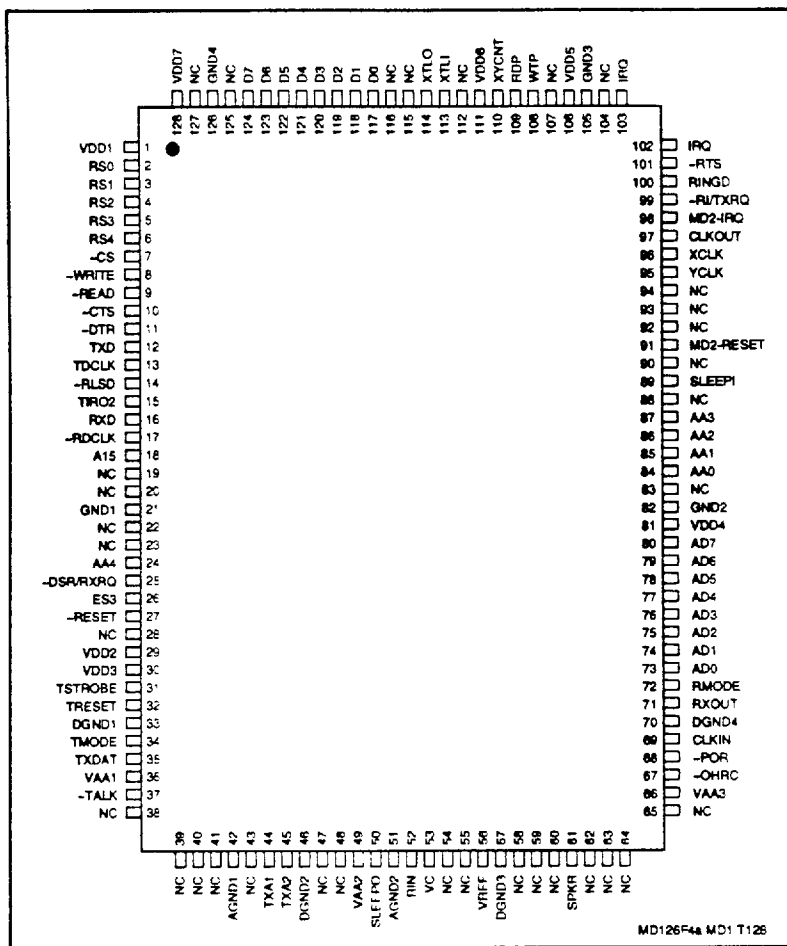 VDD7 NC GND4 NC D7 D6 D5 D4 D3 D2 D1 D0 NC NC XTLO XTLI NC VDD6 XYCNT RDP WTP NC VDD5 GND3 NC IRQ
128 127 126 125 124 123 122 121 120 119 118 117 116 115 114 113 112 111 110 109 108 107 106 105 104 103
VDD1 1 102 IRQ
RS0 2 101 -RTS
RS1 3 100 RINGD
RS2 4 99 -RI/TXRQ
RS3 5 98 MD2-IRQ
RS4 6 97 CLKOUT
-CS 7 96 XCLK
-WRITE 8 95 YCLK
-READ 9 94 NC
-CTS 10 93 NC
-DTR 11 92 NC
TXD 12 91 MD2-RESET
TDCLK 13 90 NC
-RLSD 14 89 SLEEPI
TIRO2 15 88 NC
RXD 16 87 AA3
-RDCLK 17 86 AA2
A15 18 85 AA1
NC 19 84 AA0
NC 20 83 NC
GND1 21 82 GND2
NC 22 81 VDD4
NC 23 80 AD7
AA4 24 79 AD6
-DSR/RXRQ 25 78 AD5
ES3 26 77 AD4
-RESET 27 76 AD3
NC 28 75 AD2
VDD2 29 74 AD1
VDD3 30 73 AD0
TSTROBE 31 72 RMODE
TRESET 32 71 RXOUT
DGND1 33 70 DGND4
TMODE 34 69 CLKIN
TXDAT 35 68 -POR
VAA1 36 67 -OHRC
-TALK 37 66 VAA3
NC 38 65 NC
39 40 41 42 43 44 45 46 47 48 49 50 51 52 53 54 55 56 57 58 59 60 61 62 63 64
NC NC NC AGND1 NC TXA1 TXA2 DGND2 NC NC VAA2 SLEEPO AGND2 RIN VC NC NC VREF DGND3 NC NC NC SPKR NC NC NC
MD126F4a MD1 T128